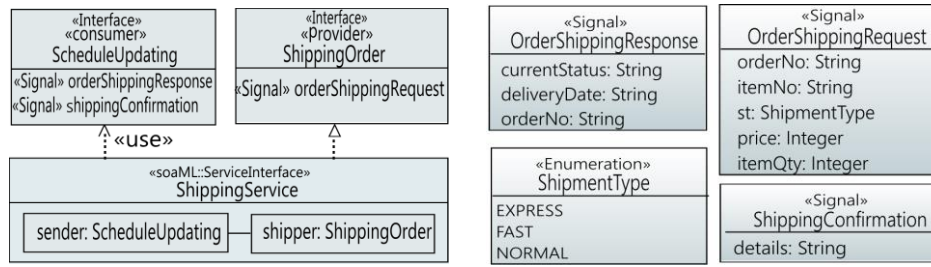 «Interface»
«consumer»
ScheduleUpdating
«Signal» orderShippingResponse
«Signal» shippingConfirmation
«Interface»
«provider»
ShippingOrder
«Signal» orderShippingRequest
«use»
«soaML::ServiceInterface»
ShippingService
sender: ScheduleUpdating
shipper: ShippingOrder
«Signal»
OrderShippingResponse
currentStatus: String
deliveryDate: String
orderNo: String
«Signal»
OrderShippingRequest
orderNo: String
itemNo: String
st: ShipmentType
price: Integer
itemQty: Integer
«Enumeration»
ShipmentType
EXPRESS
FAST
NORMAL
«Signal»
ShippingConfirmation
details: String